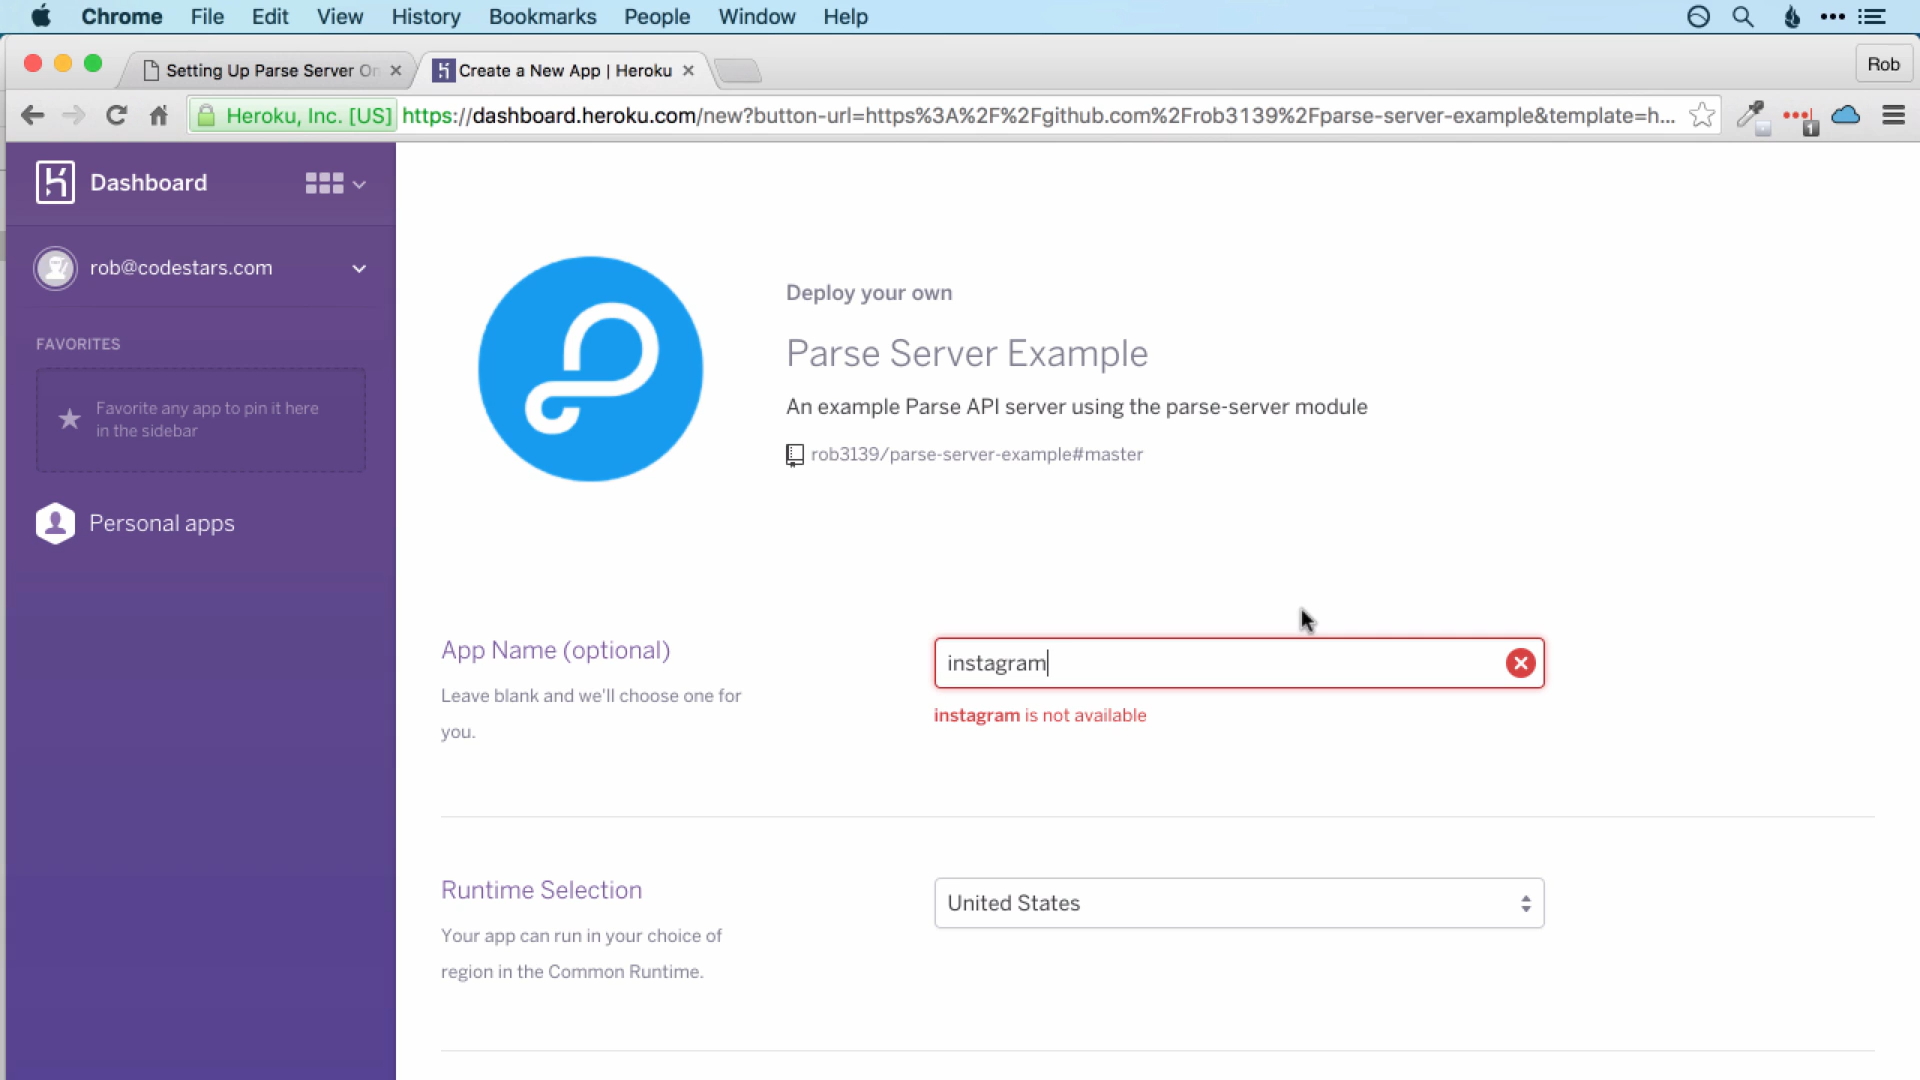 Chrome File Edit View History Bookmarks People Window Help
Setting Up Parse Server On
Create a New App | Heroku
Rob
Heroku, Inc. [US] https://dashboard.heroku.com/new?button-url=https%3A%2F%2Fgithub.com%2Frob3139%2Fparse-server-example&template=h...
1
Dashboard
rob@codestars.com
FAVORITES
Favorite any app to pin it here
in the sidebar
Personal apps
Deploy your own
Parse Server Example
An example Parse API server using the parse-server module
rob3139/parse-server-example#master
App Name (optional)
Leave blank and we'll choose one for
you.
instagram
instagram is not available
Runtime Selection
Your app can run in your choice of
region in the Common Runtime.
United States